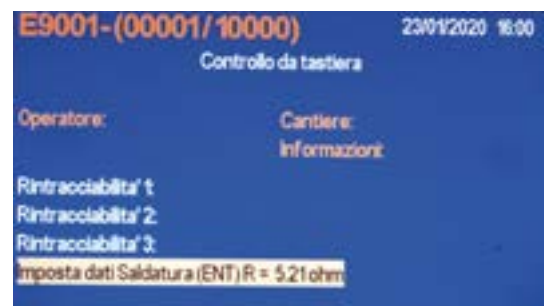 E9001-(00001/10000) 23/01/2020 16:00
Controllo da tastiera
Operatore: Cantiere:
Informazioni:
Rintracciabilita' 1:
Rintracciabilita' 2:
Rintracciabilita' 3:
Imposta dati Saldatura (ENT) R = 5.21 ohm